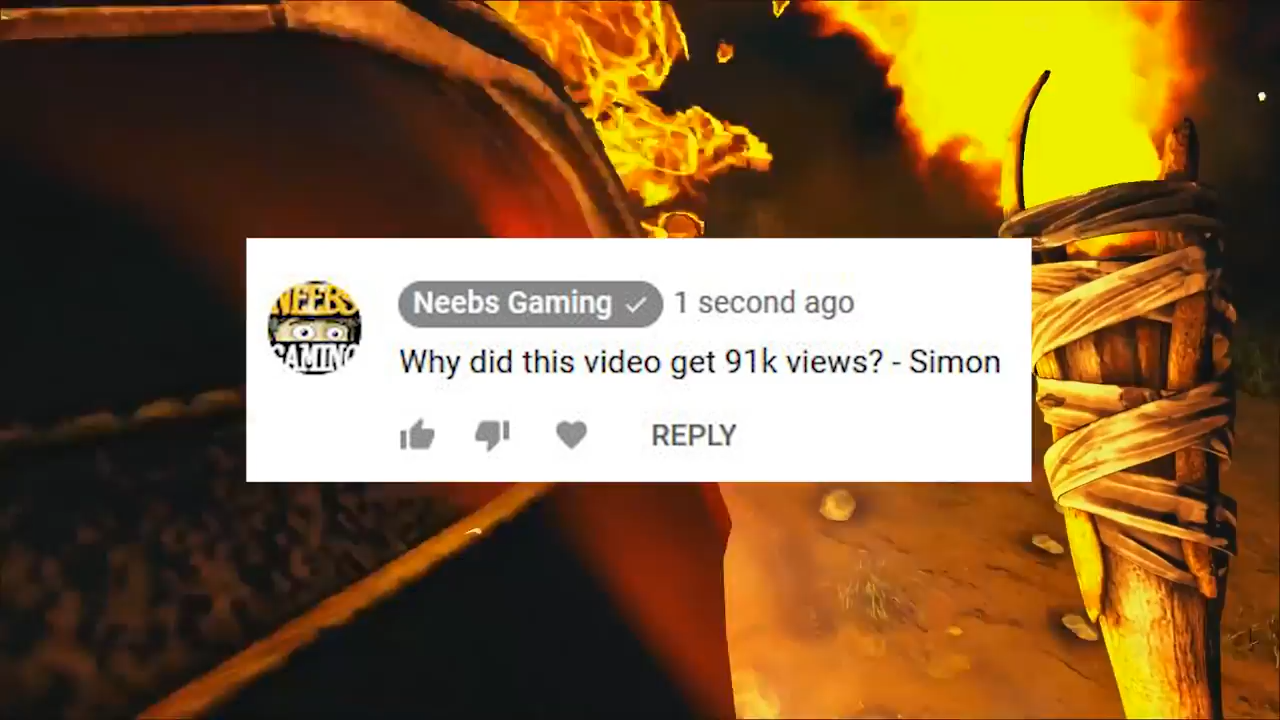 NEEBS
GAMING
Neebs Gaming 1 second ago
Why did this video get 91k views? - Simon
REPLY